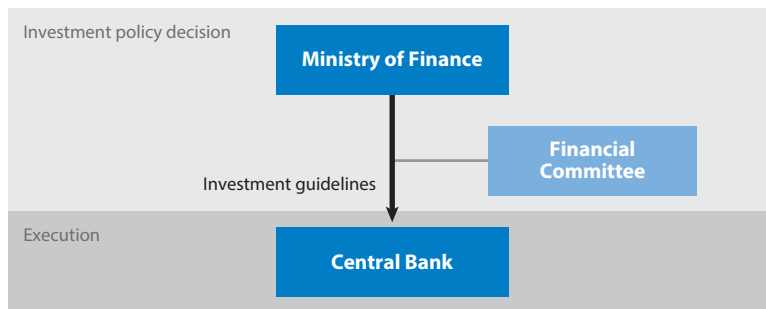 Investment policy decision
Ministry of Finance
Financial
Committee
Investment guidelines
Execution
Central Bank